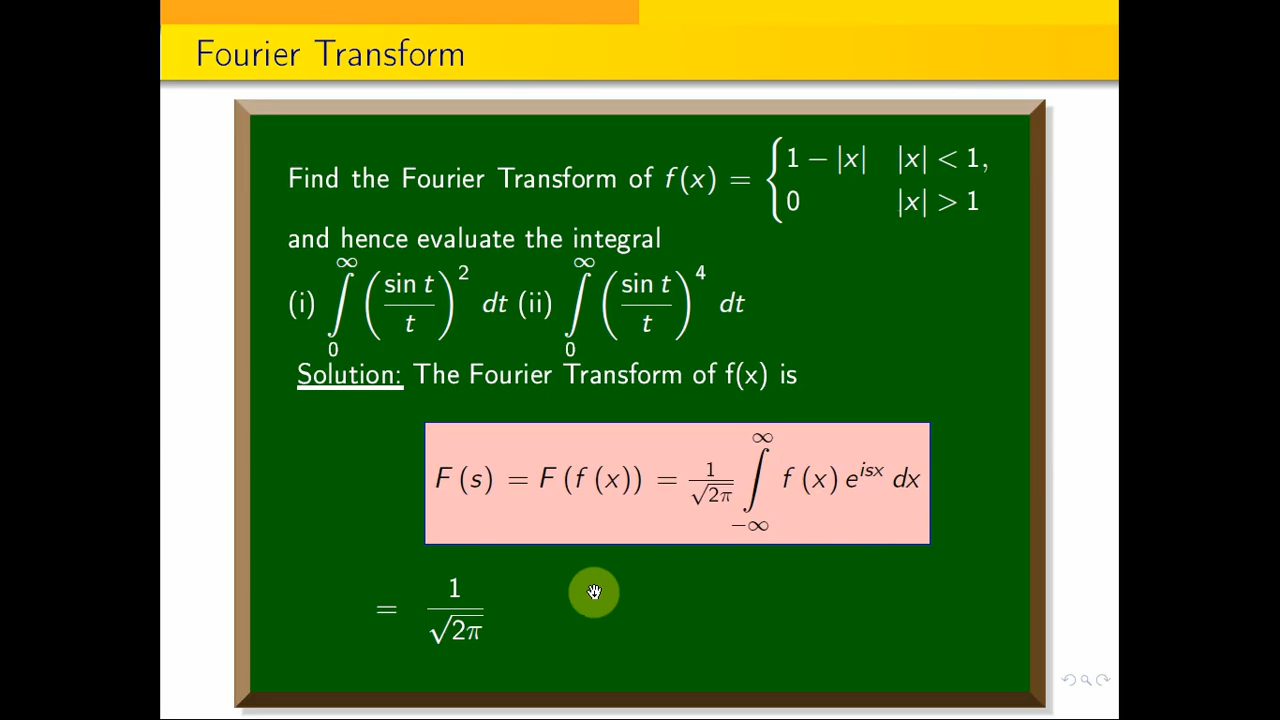 Fourier Transform
Find the Fourier Transform of f(x) = { 1 − |x|   |x| < 1,
0   |x| > 1
and hence evaluate the integral
(i) ∫₀^∞ (sin t / t)² dt (ii) ∫₀^∞ (sin t / t)⁴ dt
Solution: The Fourier Transform of f(x) is
F (s) = F (f (x)) = 1/√2π ∫_{−∞}^{∞} f (x) e^{isx} dx
= 1/√2π